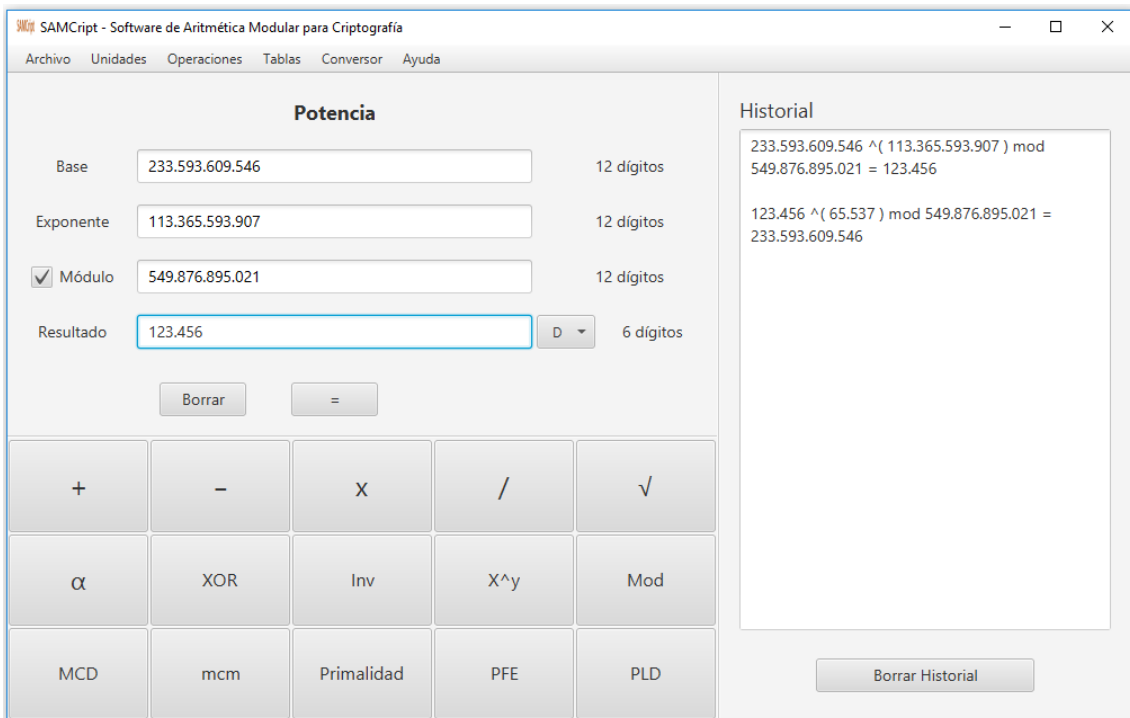 SAMCript - Software de Aritmética Modular para Criptografía
Archivo Unidades Operaciones Tablas Conversor Ayuda
Potencia
Base 233.593.609.546 12 dígitos
Exponente 113.365.593.907 12 dígitos
Módulo 549.876.895.021 12 dígitos
Resultado 123.456 D 6 dígitos
Borrar =
+ – X / √
α XOR Inv X^y Mod
MCD mcm Primalidad PFE PLD
Historial
233.593.609.546 ^( 113.365.593.907 ) mod
549.876.895.021 = 123.456
123.456 ^( 65.537 ) mod 549.876.895.021 =
233.593.609.546
Borrar Historial